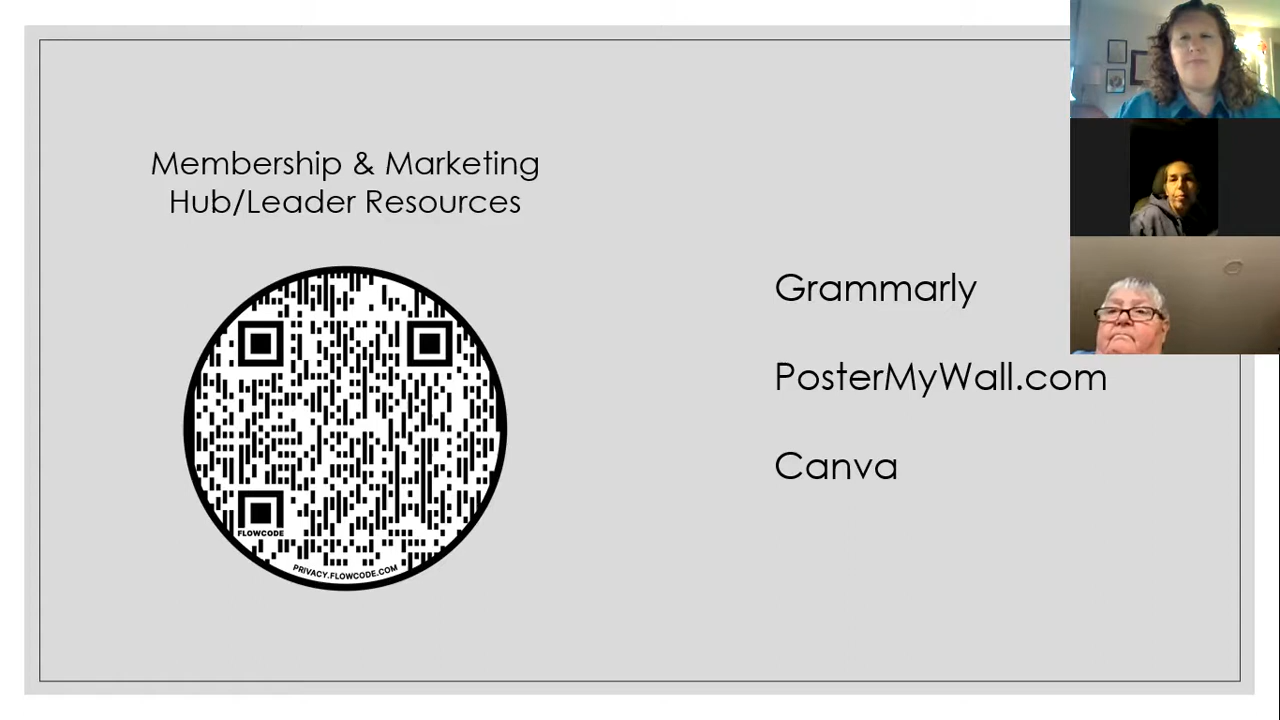 Membership & Marketing
Hub/Leader Resources
Grammarly
PosterMyWall.com
Canva
FLOWCODE
PRIVACY.FLOWCODE.COM